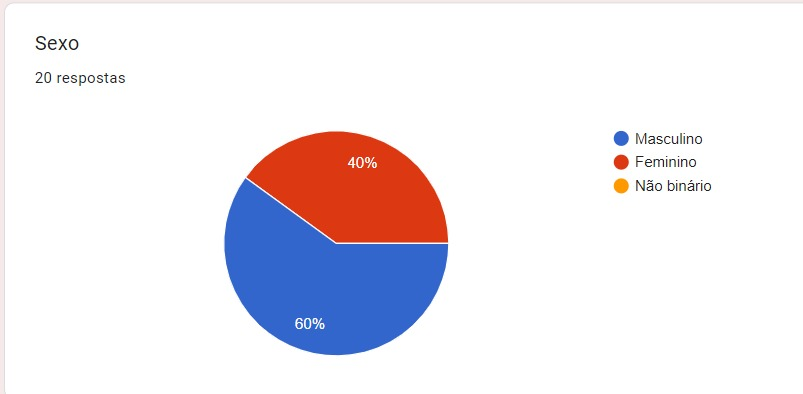 Sexo
20 respostas
40%
60%
Masculino
Feminino
Não binário